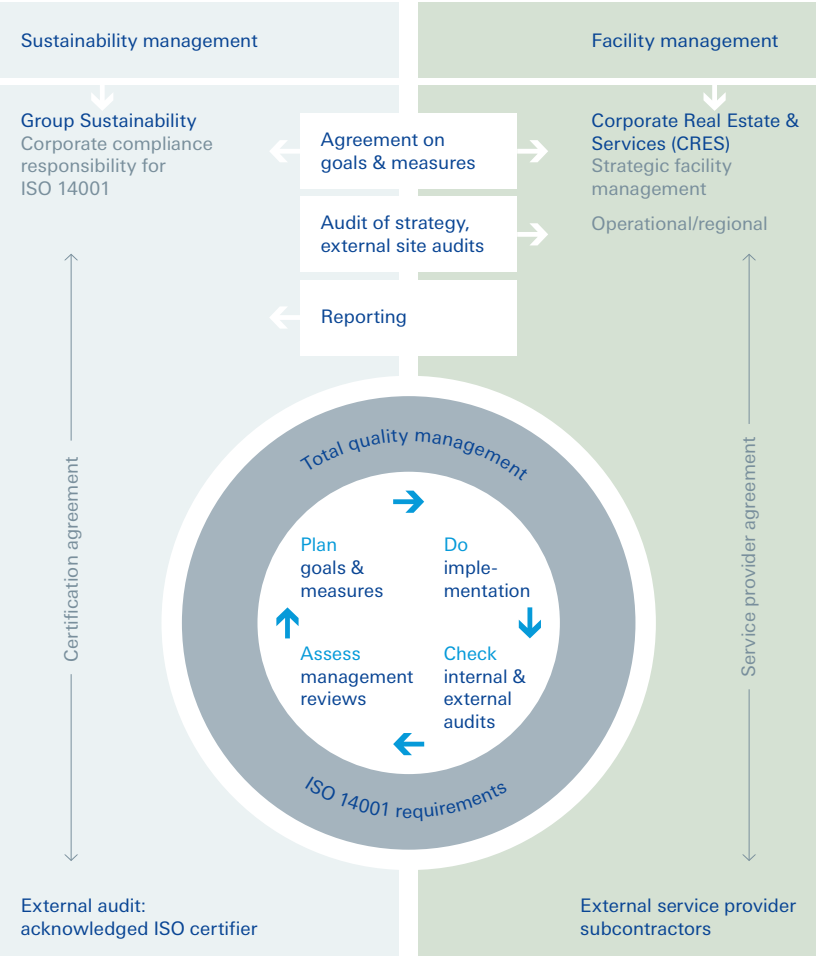 Sustainability management
Facility management
Group Sustainability
Corporate compliance
responsibility for
ISO 14001
Agreement on
goals & measures
Corporate Real Estate &
Services (CRES)
Strategic facility
management
Operational/regional
Audit of strategy,
external site audits
Reporting
Certification agreement
Service provider agreement
Total quality management
Plan
goals &
measures
Do
imple-
mentation
Assess
management
reviews
Check
internal &
external
audits
ISO 14001 requirements
External audit:
acknowledged ISO certifier
External service provider
subcontractors